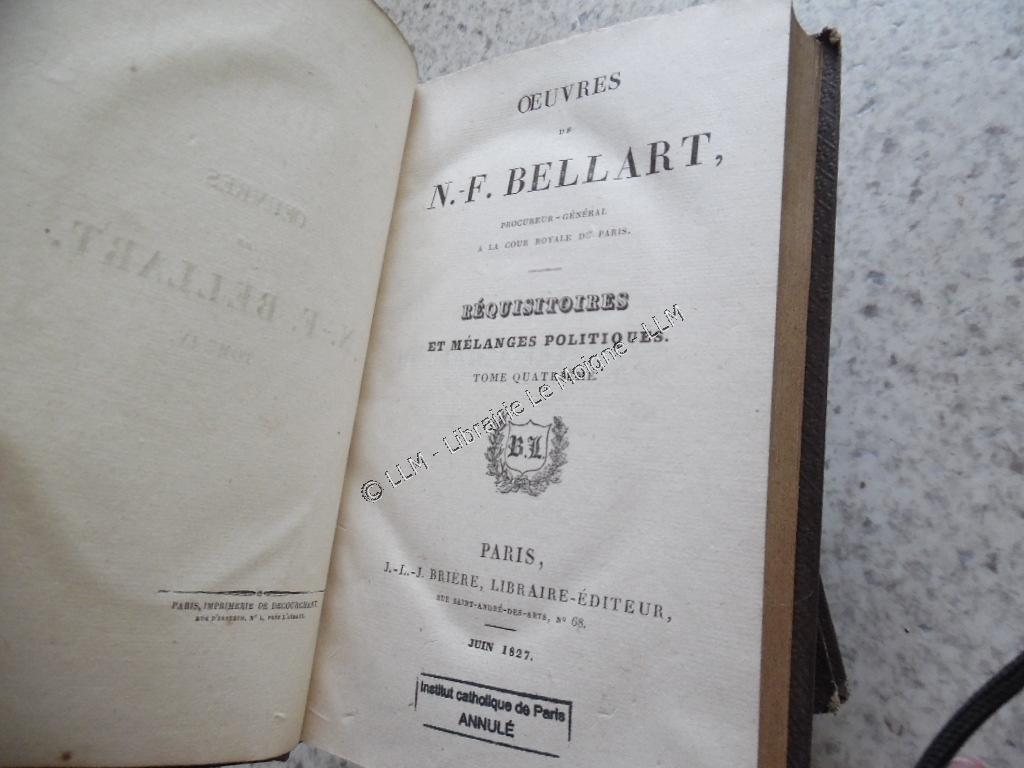 PARIS, IMPRIMERIE DE DECOURCHANT
ŒUVRES
DE
N.-F. BELLART,
PROCUREUR-GÉNÉRAL
A LA COUR ROYALE DE PARIS.
RÉQUISITOIRES
ET MÉLANGES POLITIQUES.
TOME QUATRIÈME
B.L
PARIS,
J.-L.-J. BRIÈRE, LIBRAIRE-ÉDITEUR,
RUE SAINT-ANDRÉ-DES-ARTS, Nº 68.
JUIN 1827.
Institut catholique de Paris
ANNULÉ
© LLM - Librairie Le Moigne - LLM